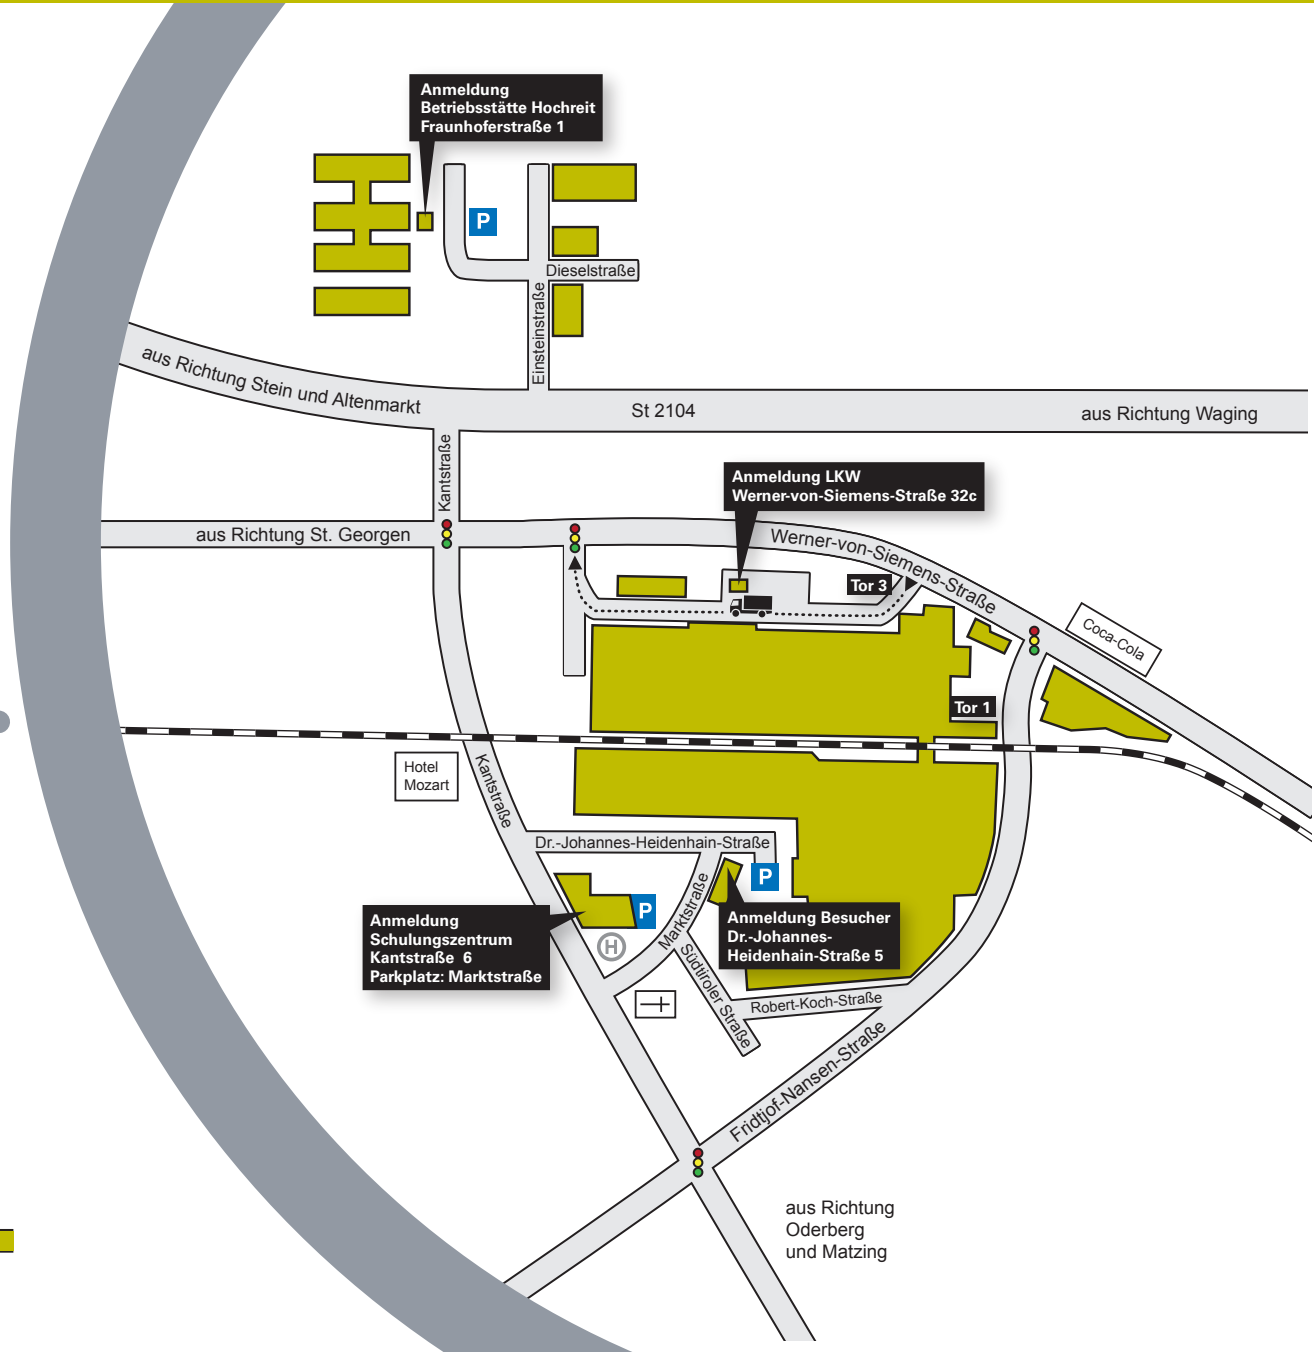 Anmeldung
Betriebsstätte Hochreit
Fraunhoferstraße 1
P
Dieselstraße
Einsteinstraße
aus Richtung Stein und Altenmarkt
St 2104
aus Richtung Waging
Kantstraße
Anmeldung LKW
Werner-von-Siemens-Straße 32c
aus Richtung St. Georgen
Werner-von-Siemens-Straße
Tor 3
Coca-Cola
Tor 1
Hotel
Mozart
Kantstraße
Dr.-Johannes-Heidenhain-Straße
P
P
Marktstraße
Anmeldung
Schulungszentrum
Kantstraße 6
Parkplatz: Marktstraße
H
Anmeldung Besucher
Dr.-Johannes-
Heidenhain-Straße 5
Südtiroler Straße
Robert-Koch-Straße
Fridtjof-Nansen-Straße
aus Richtung
Oderberg
und Matzing